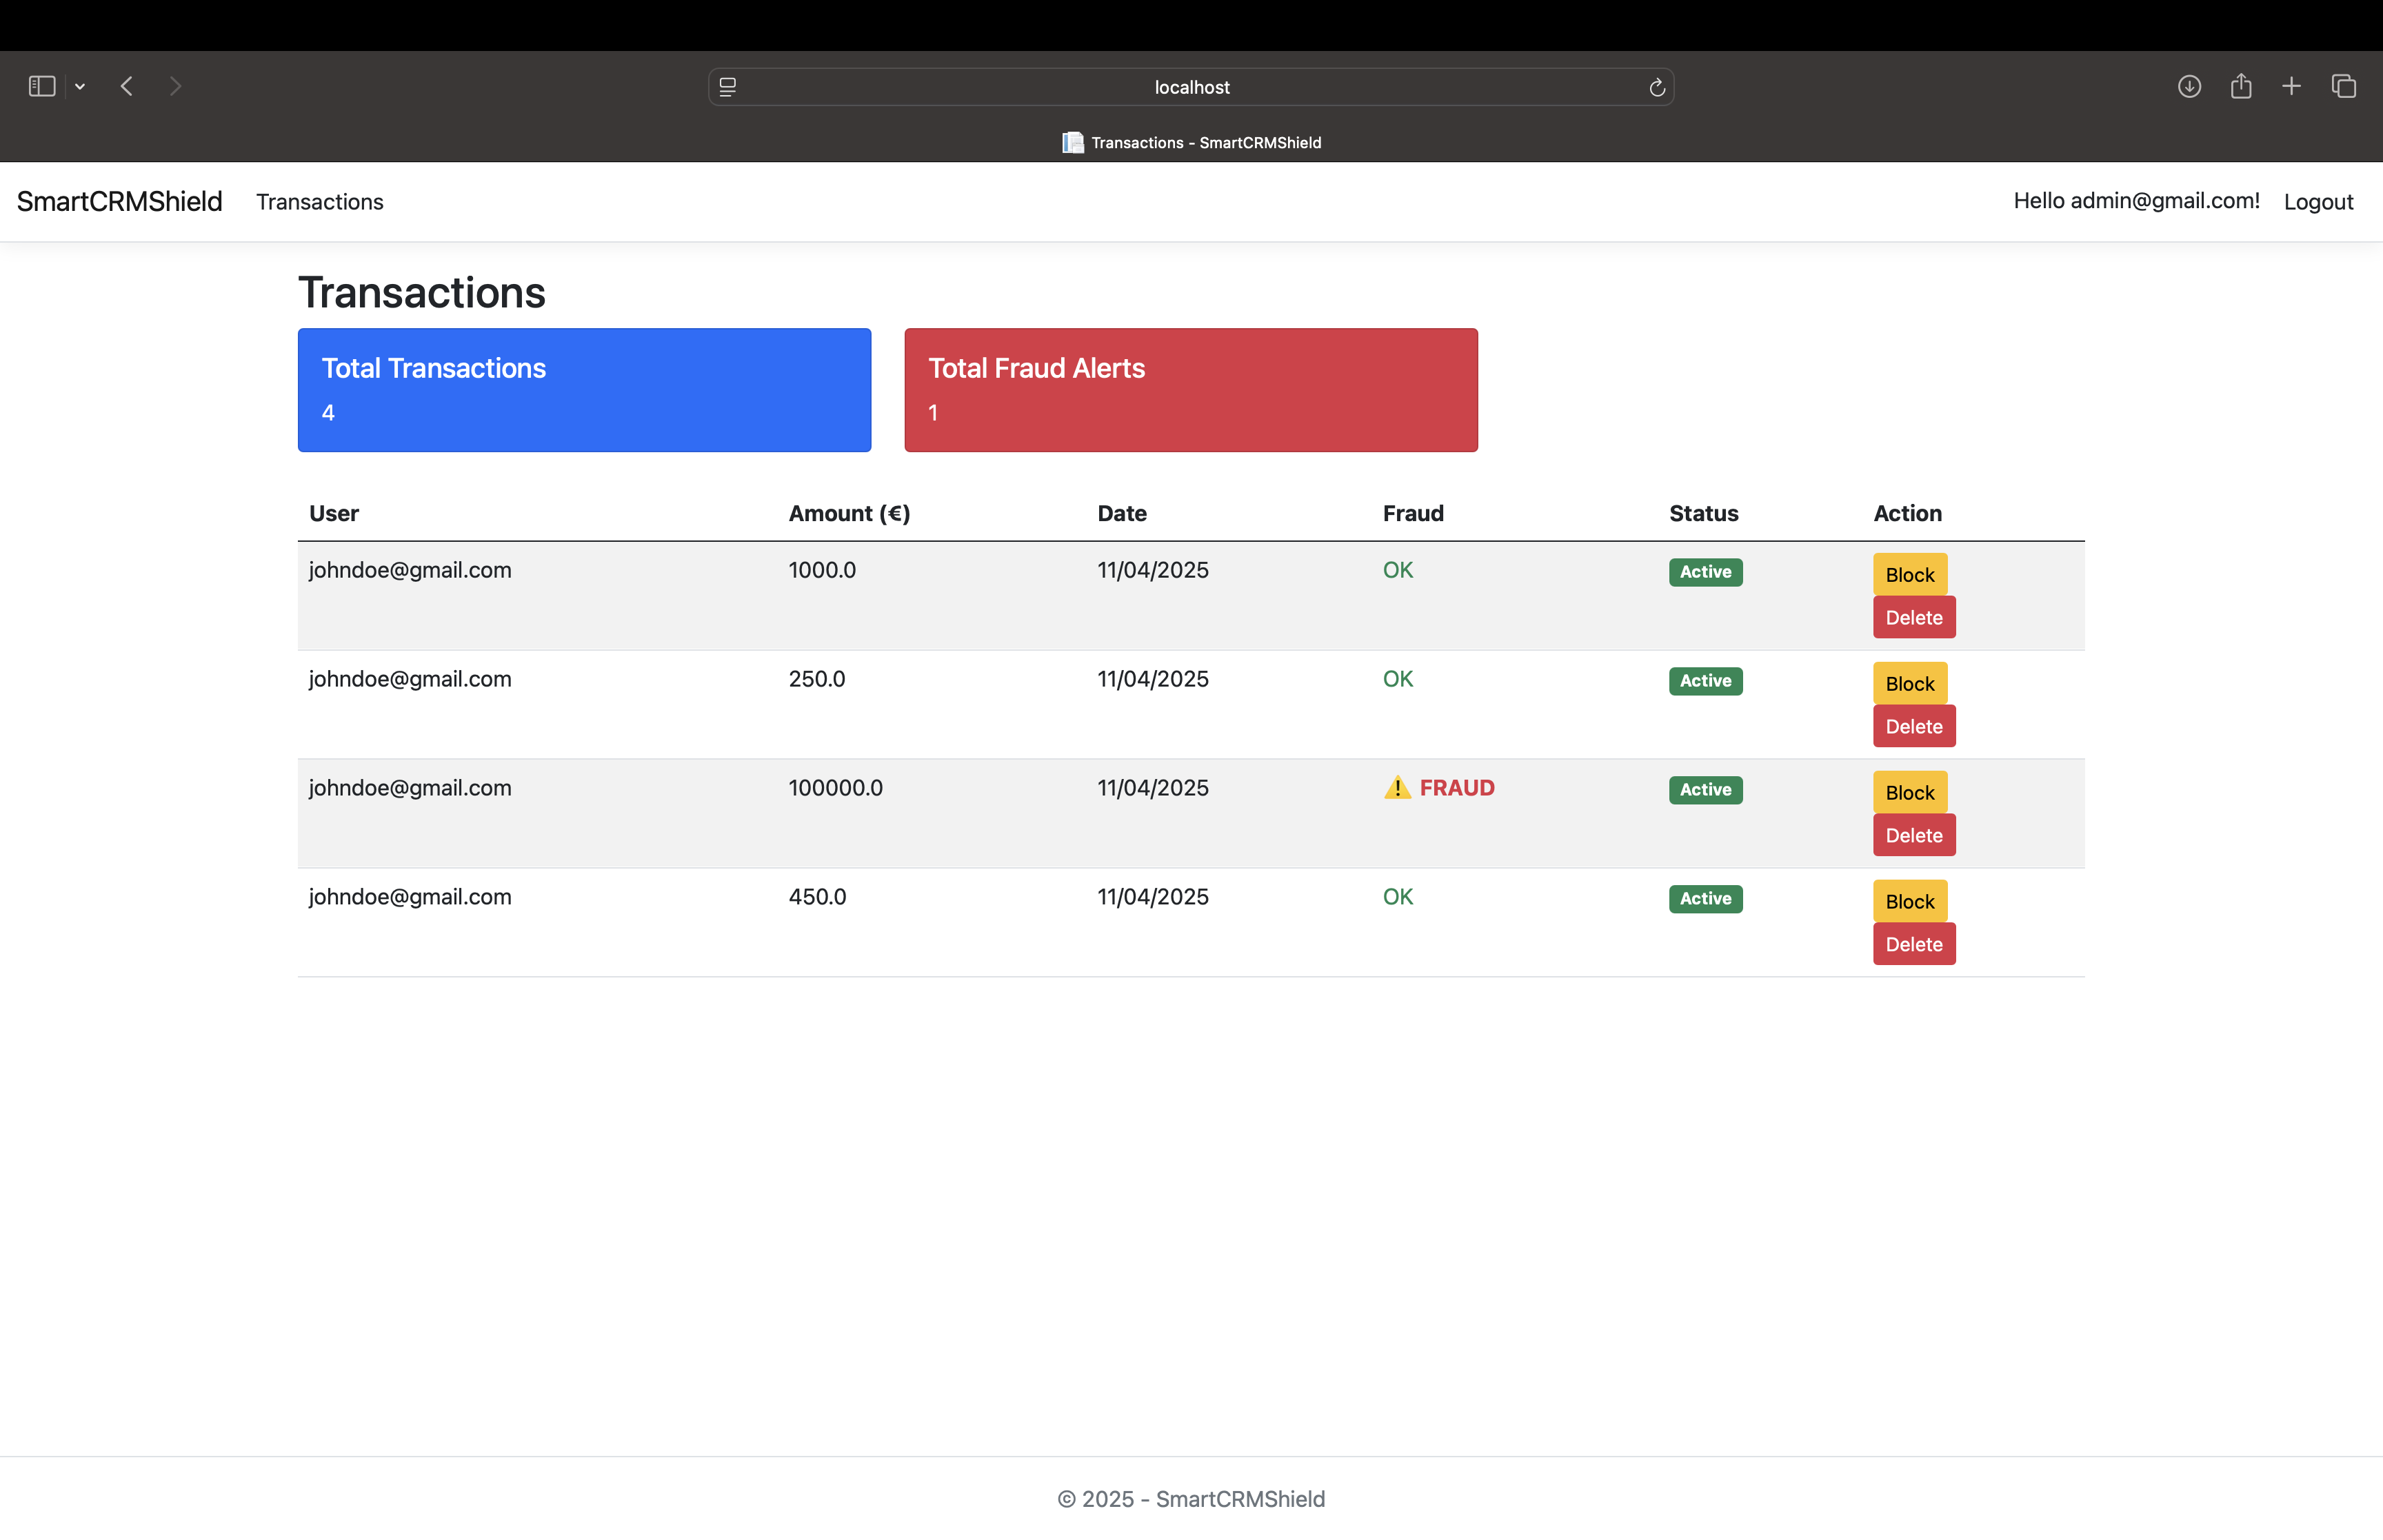 localhost
Transactions - SmartCRMShield
SmartCRMShield Transactions Hello admin@gmail.com! Logout
Transactions
Total Transactions
4
Total Fraud Alerts
1
User Amount (€) Date Fraud Status Action
johndoe@gmail.com 1000.0 11/04/2025 OK Active Block
Delete
johndoe@gmail.com 250.0 11/04/2025 OK Active Block
Delete
johndoe@gmail.com 100000.0 11/04/2025 ⚠️ FRAUD Active Block
Delete
johndoe@gmail.com 450.0 11/04/2025 OK Active Block
Delete
© 2025 - SmartCRMShield